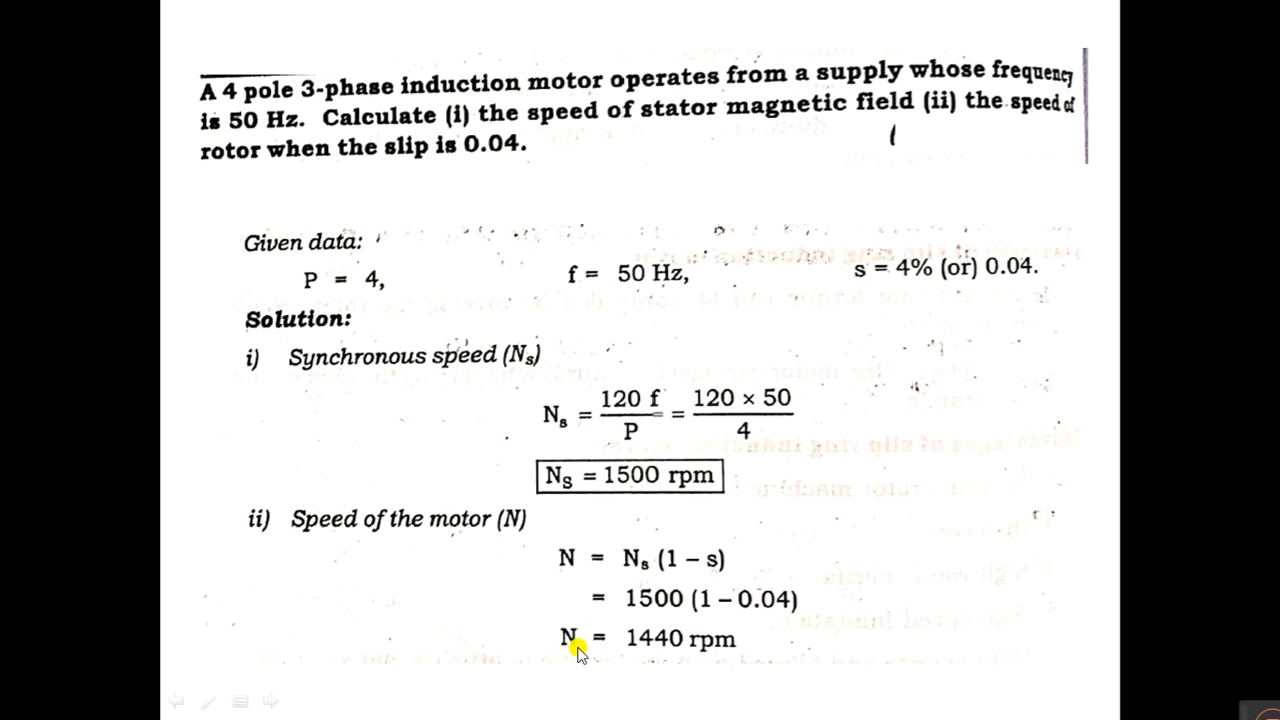 A 4 pole 3-phase induction motor operates from a supply whose frequency
is 50 Hz. Calculate (i) the speed of stator magnetic field (ii) the speed of
rotor when the slip is 0.04.
Given data:
P = 4, f = 50 Hz, s = 4% (or) 0.04.
Solution:
i) Synchronous speed (Nₛ)
Nₛ = 120 f / P = 120 × 50 / 4
N_S = 1500 rpm
ii) Speed of the motor (N)
N = Nₛ (1 – s)
= 1500 (1 – 0.04)
N = 1440 rpm